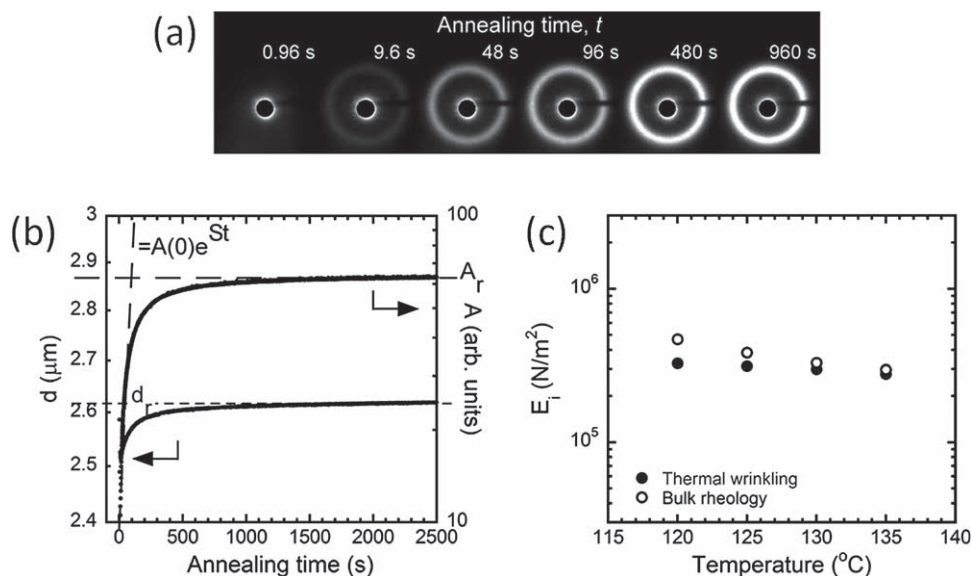 (a)
Annealing time, t
0.96 s 9.6 s 48 s 96 s 480 s 960 s
(b)
3
2.9
2.8
2.7
2.6
2.5
2.4
d (μm)
=A(0)e^St
d
A_r
100
10
A (arb. units)
0 500 1000 1500 2000 2500
Annealing time (s)
(c)
10^6
10^5
E_i (N/m^2)
Thermal wrinkling
Bulk rheology
115 120 125 130 135 140
Temperature (°C)